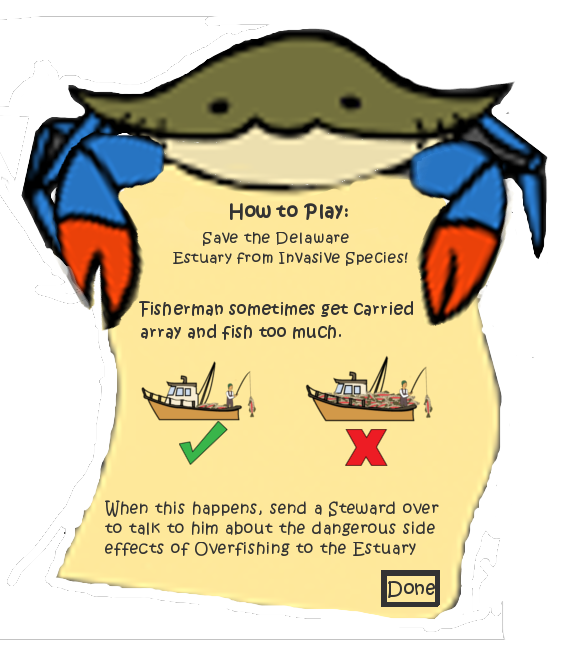 How to Play:
Save the Delaware
Estuary from Invasive Species!
Fisherman sometimes get carried
array and fish too much.
When this happens, send a Steward over
to talk to him about the dangerous side
effects of Overfishing to the Estuary
Done